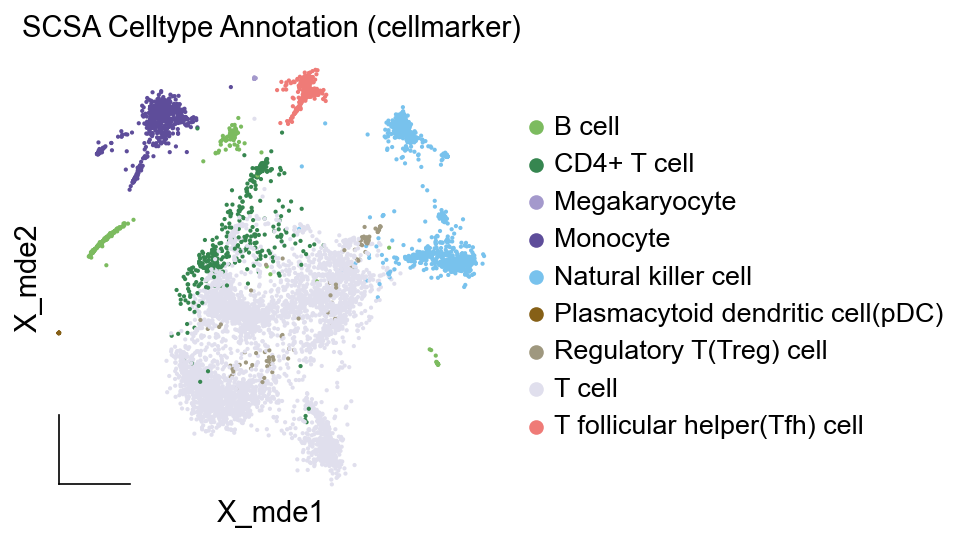 SCSA Celltype Annotation (cellmarker)
B cell
CD4+ T cell
Megakaryocyte
Monocyte
Natural killer cell
Plasmacytoid dendritic cell(pDC)
Regulatory T(Treg) cell
T cell
T follicular helper(Tfh) cell
X_mde2
X_mde1